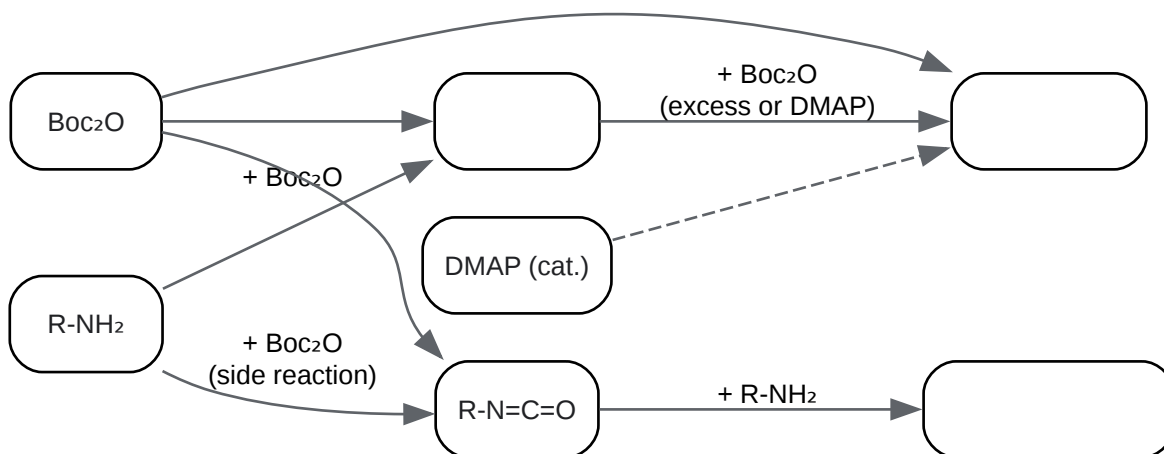 + Boc₂O
(excess or DMAP)
Boc₂O
+ Boc₂O
DMAP (cat.)
R-NH₂
+ Boc₂O
(side reaction)
R-N=C=O
+ R-NH₂